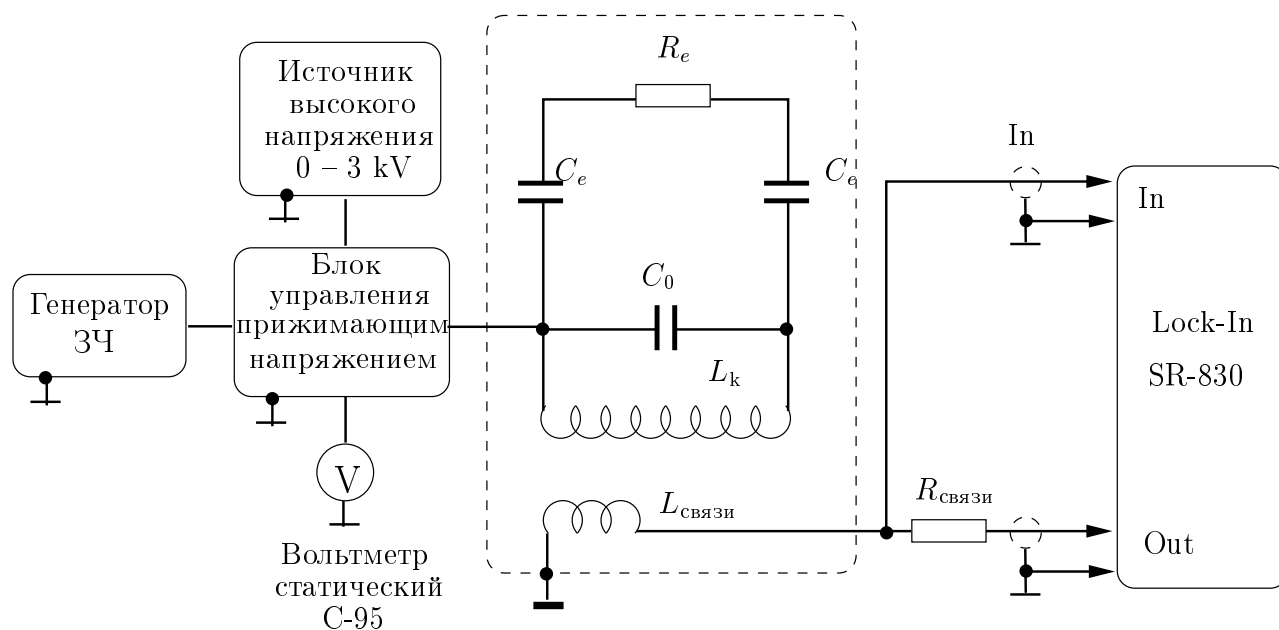 Источник
высокого
напряжения
0 – 3 kV
Генератор
ЗЧ
Блок
управления
прижимающим
напряжением
V
Вольтметр
статический
С-95
R_e
C_e
C_e
C_0
L_k
L_связи
R_связи
In
In
Lock-In
SR-830
Out